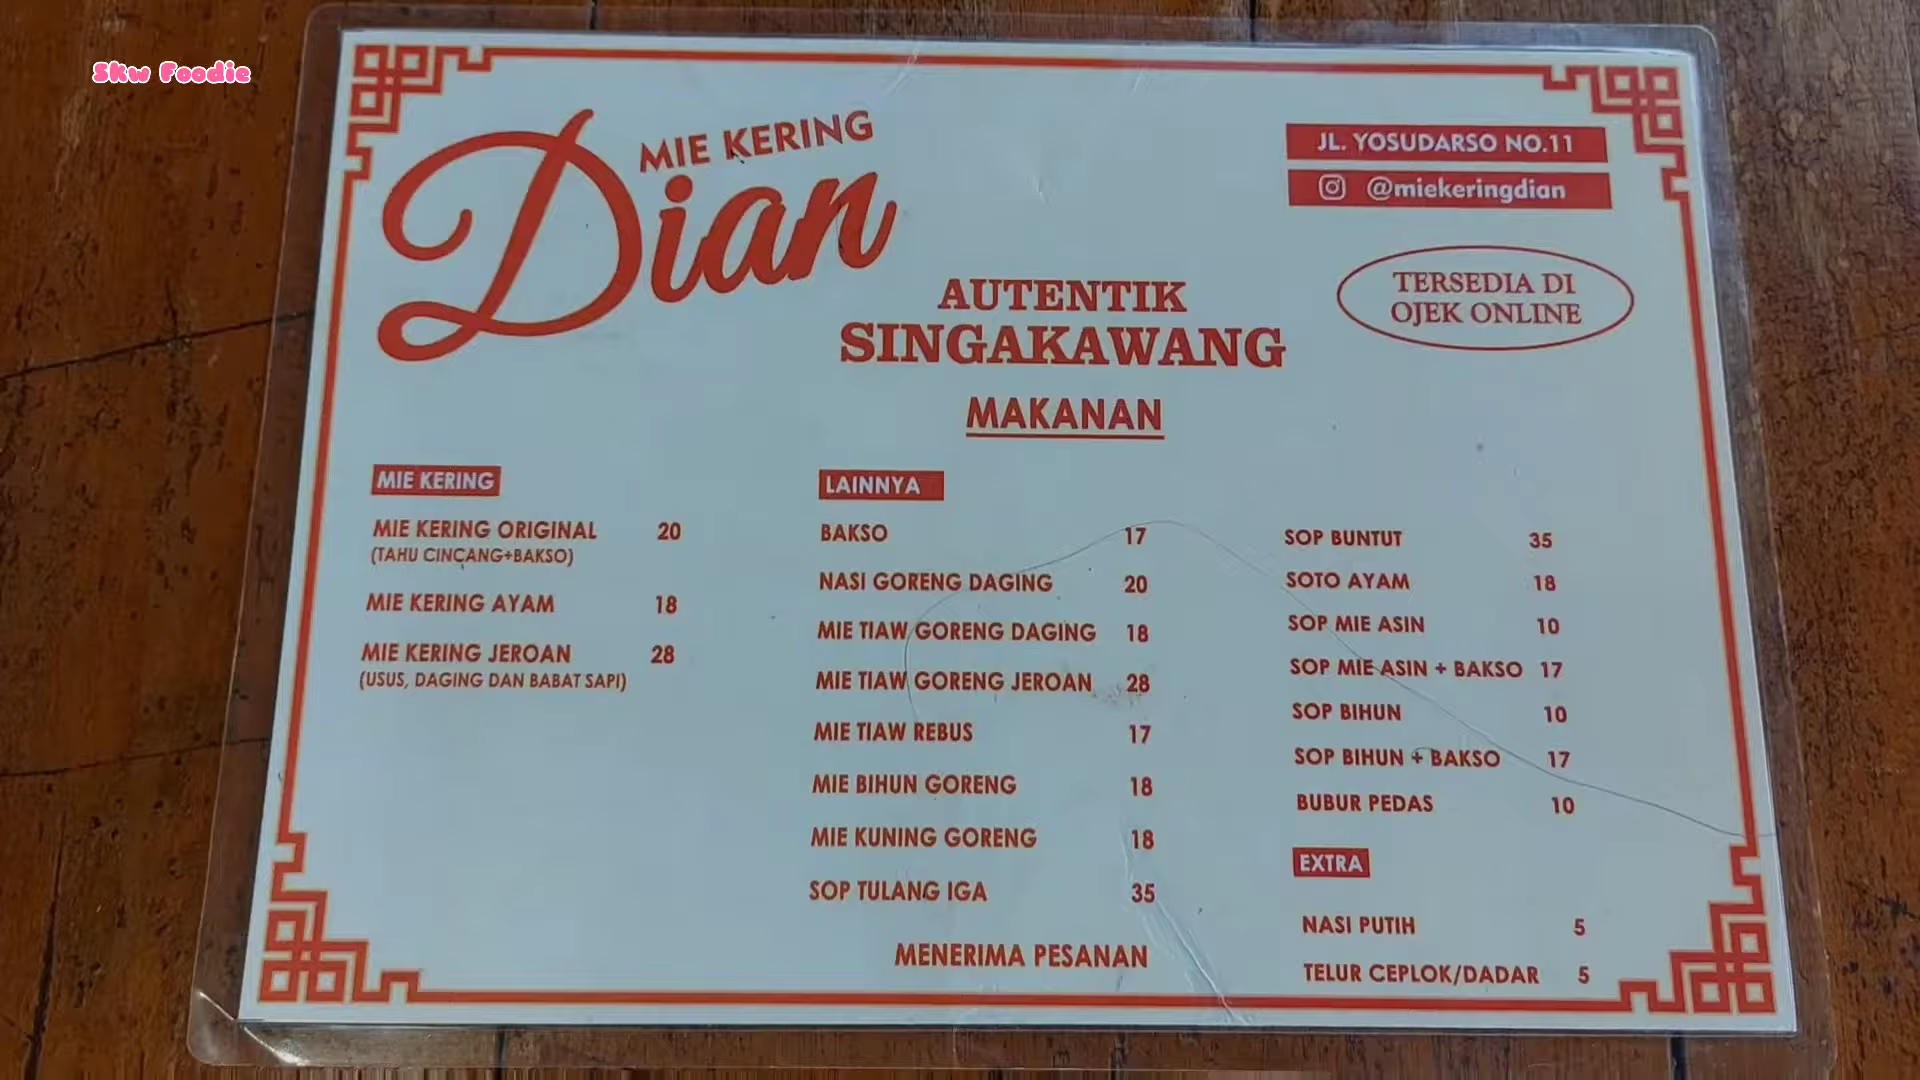 Skw Foodie
MIE KERING
Dian
JL. YOSUDARSO NO.11
@miekeringdian
TERSEDIA DI
OJEK ONLINE
AUTENTIK
SINGAKAWANG
MAKANAN
MIE KERING
MIE KERING ORIGINAL 20
(TAHU CINCANG+BAKSO)
MIE KERING AYAM 18
MIE KERING JEROAN 28
(USUS, DAGING DAN BABAT SAPI)
LAINNYA
BAKSO 17
NASI GORENG DAGING 20
MIE TIAW GORENG DAGING 18
MIE TIAW GORENG JEROAN 28
MIE TIAW REBUS 17
MIE BIHUN GORENG 18
MIE KUNING GORENG 18
SOP TULANG IGA 35
SOP BUNTUT 35
SOTO AYAM 18
SOP MIE ASIN 10
SOP MIE ASIN + BAKSO 17
SOP BIHUN 10
SOP BIHUN + BAKSO 17
BUBUR PEDAS 10
EXTRA
NASI PUTIH 5
TELUR CEPLOK/DADAR 5
MENERIMA PESANAN